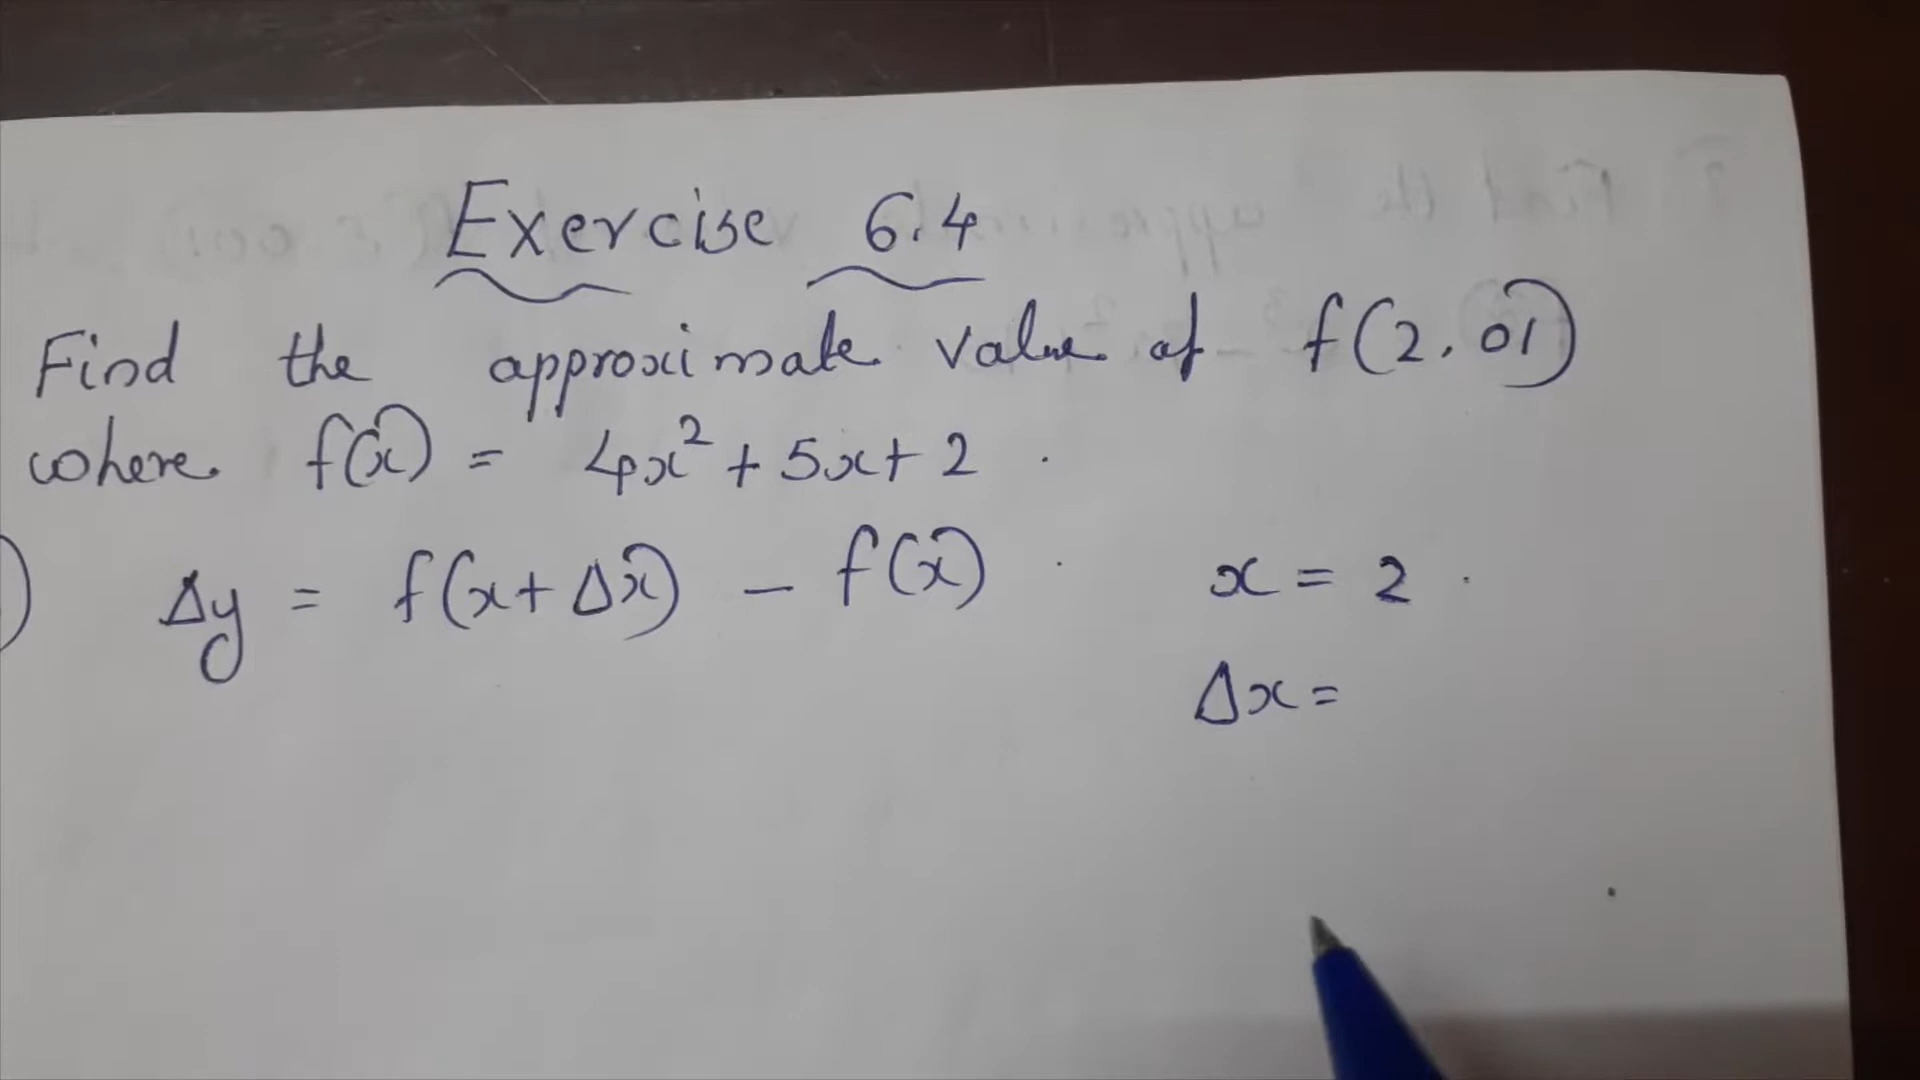 Exercise 6.4
Find the approximate value of f(2.01)
where f(x) = 4x² + 5x + 2.
Δy = f(x + Δx) - f(x). x = 2.
Δx =